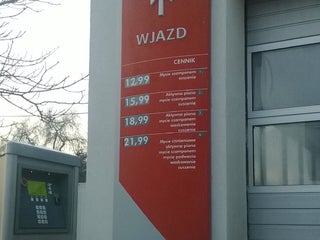 WJAZD
CENNIK
12,99 Mycie szamponem
suszenie
15,99 Aktywna piana
mycie szamponem
suszenie
18,99 Aktywna piana
mycie szamponem
woskowanie
suszenie
21,99 Mycie ciśnieniowe
aktywna piana
mycie szamponem
mycie podwozia
woskowanie
suszenie